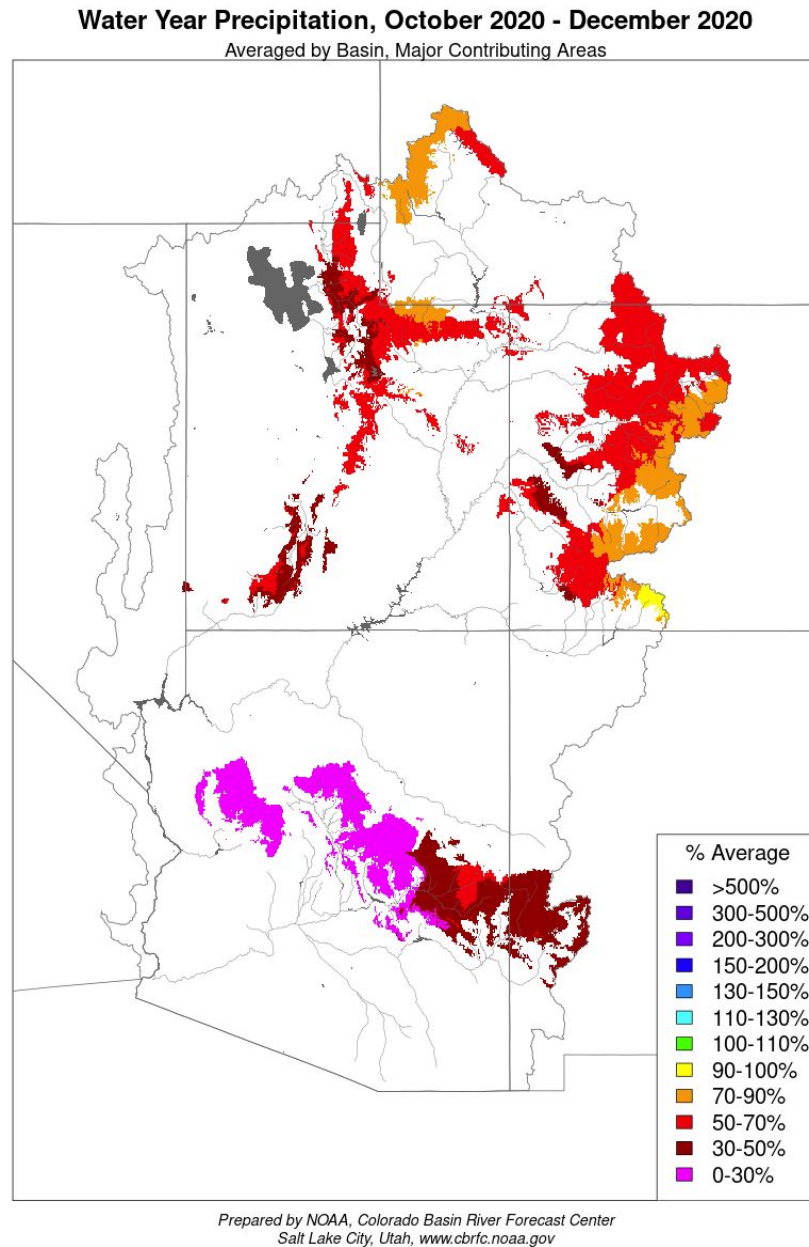 Water Year Precipitation, October 2020 - December 2020
Averaged by Basin, Major Contributing Areas
% Average
>500%
300-500%
200-300%
150-200%
130-150%
110-130%
100-110%
90-100%
70-90%
50-70%
30-50%
0-30%
Prepared by NOAA, Colorado Basin River Forecast Center
Salt Lake City, Utah, www.cbrfc.noaa.gov